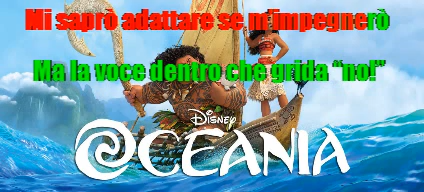 Mi saprò adattare se m'impegnerò
Ma la voce dentro che grida "no!"
Disney
OCEANIA